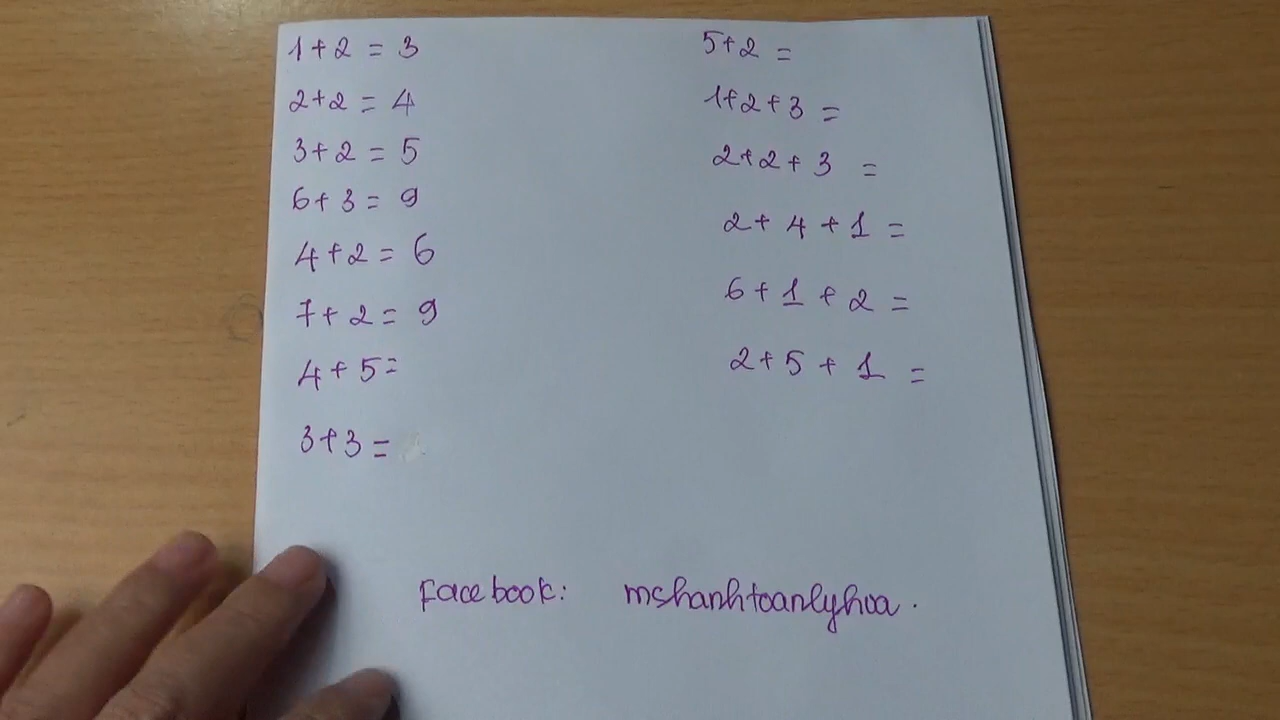 1+2 = 3
2+2 = 4
3+2 = 5
6+3 = 9
4+2 = 6
7+2 = 9
4+5=
3+3 =
5+2 =
1+2+3 =
2+2+3 =
2+4+1 =
6+1+2 =
2+5+1 =
Facebook: mshanhtoanlyhoa.